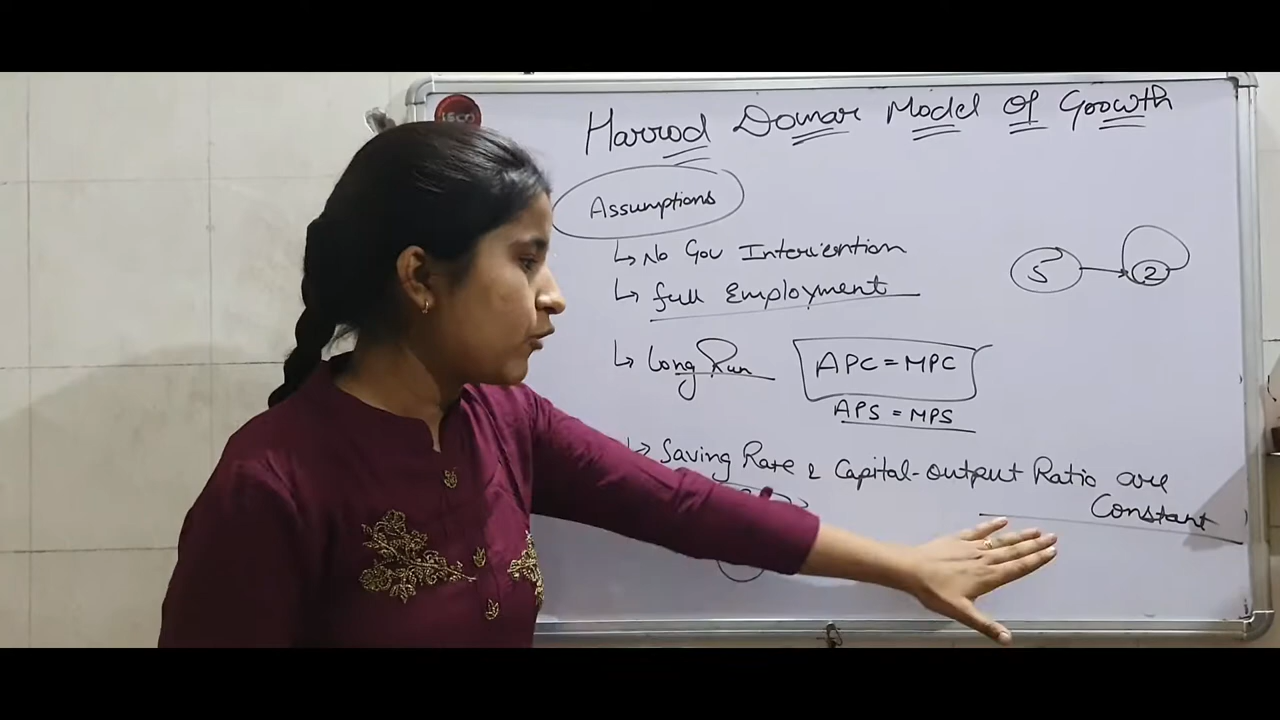 Harrod Domar Model Of Growth
Assumptions
↳ No Gov Intervention
↳ full Employment
5 → 2
↳ Long Run APC = MPC
APS = MPS
↳ Saving Rate & Capital-Output Ratio are
Constant